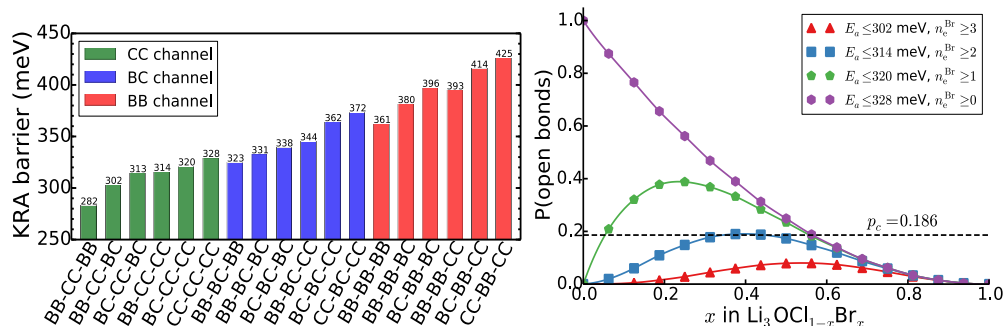 KRA barrier (meV)
450
400
350
300
250
CC channel
BC channel
BB channel
282
302
313
314
320
328
323
331
338
344
362
372
361
380
396
393
414
425
BB-CC-BB
BB-CC-BC
BC-CC-BC
BB-CC-CC
BC-CC-CC
CC-CC-CC
BB-BC-BB
BB-BC-BC
BC-BC-BC
BB-BC-CC
BC-BC-CC
CC-BC-CC
BB-BB-BB
BB-BB-BC
BC-BB-BC
BB-BB-CC
BC-BB-CC
CC-BB-CC
P(open bonds)
1.0
0.8
0.6
0.4
0.2
0.0
E_a ≤302 meV, n_e^Br ≥3
E_a ≤314 meV, n_e^Br ≥2
E_a ≤320 meV, n_e^Br ≥1
E_a ≤328 meV, n_e^Br ≥0
p_c=0.186
0.0 0.2 0.4 0.6 0.8 1.0
x in Li₃OCl₁₋ₓBrₓ